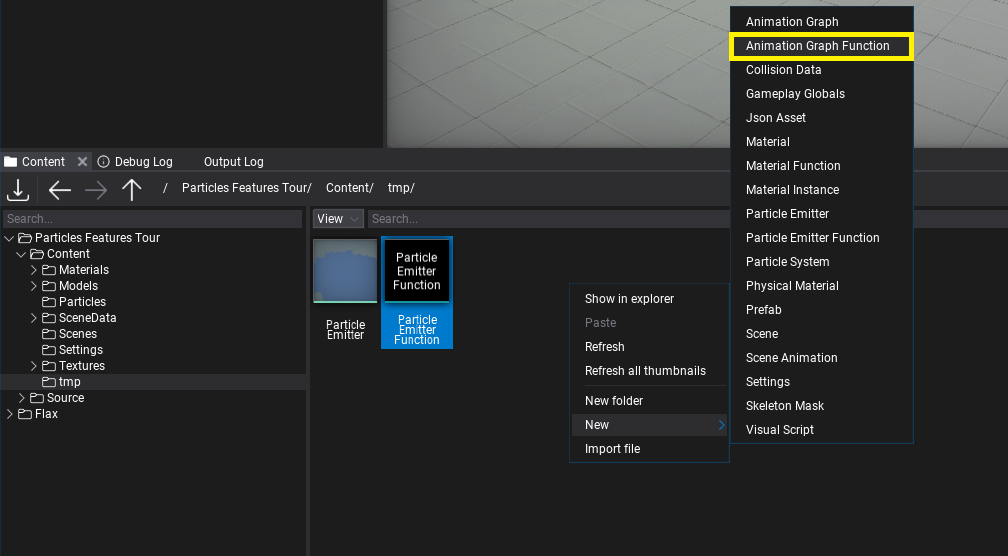 Animation Graph
Animation Graph Function
Collision Data
Gameplay Globals
Json Asset
Material
Material Function
Material Instance
Particle Emitter
Particle Emitter Function
Particle System
Physical Material
Prefab
Scene
Scene Animation
Settings
Skeleton Mask
Visual Script
Content
Debug Log
Output Log
/ Particles Features Tour/ Content/ tmp/
Search...
View
Search...
Particles Features Tour
Content
Materials
Models
Particles
SceneData
Scenes
Settings
Textures
tmp
Source
Flax
Particle
Emitter
Particle
Emitter
Function
Particle
Emitter
Function
Show in explorer
Paste
Refresh
Refresh all thumbnails
New folder
New
Import file